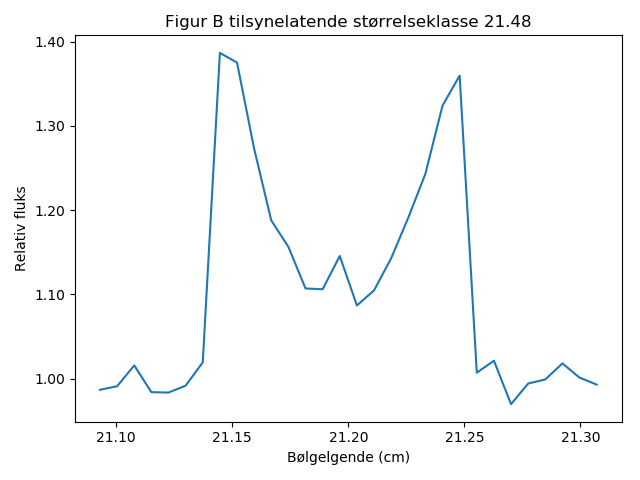 Figur B tilsynelatende størrelseklasse 21.48
1.40
1.30
1.20
1.10
1.00
Relativ fluks
21.10 21.15 21.20 21.25 21.30
Bølgelgende (cm)